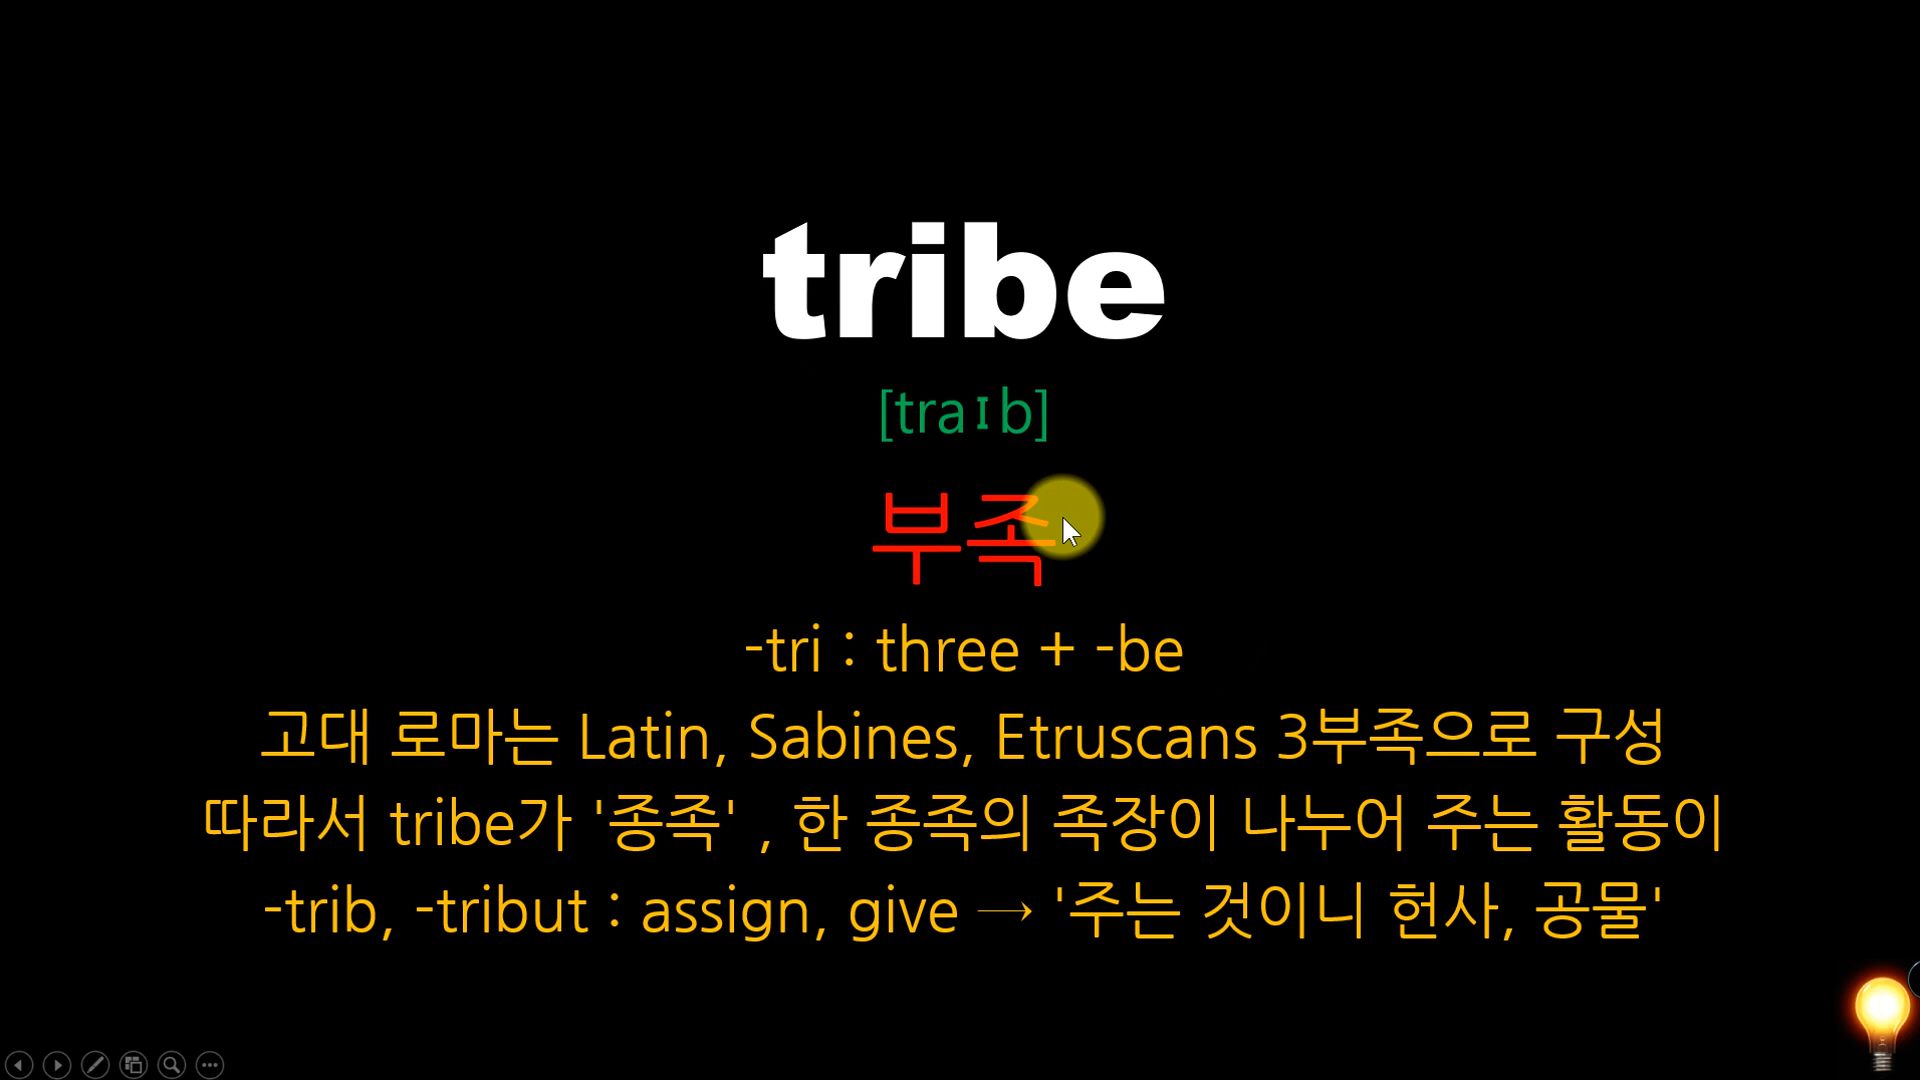 tribe
[traɪb]
부족
-tri : three + -be
고대 로마는 Latin, Sabines, Etruscans 3부족으로 구성
따라서 tribe가 '종족' , 한 종족의 족장이 나누어 주는 활동이
-trib, -tribut : assign, give → '주는 것이니 헌사, 공물'